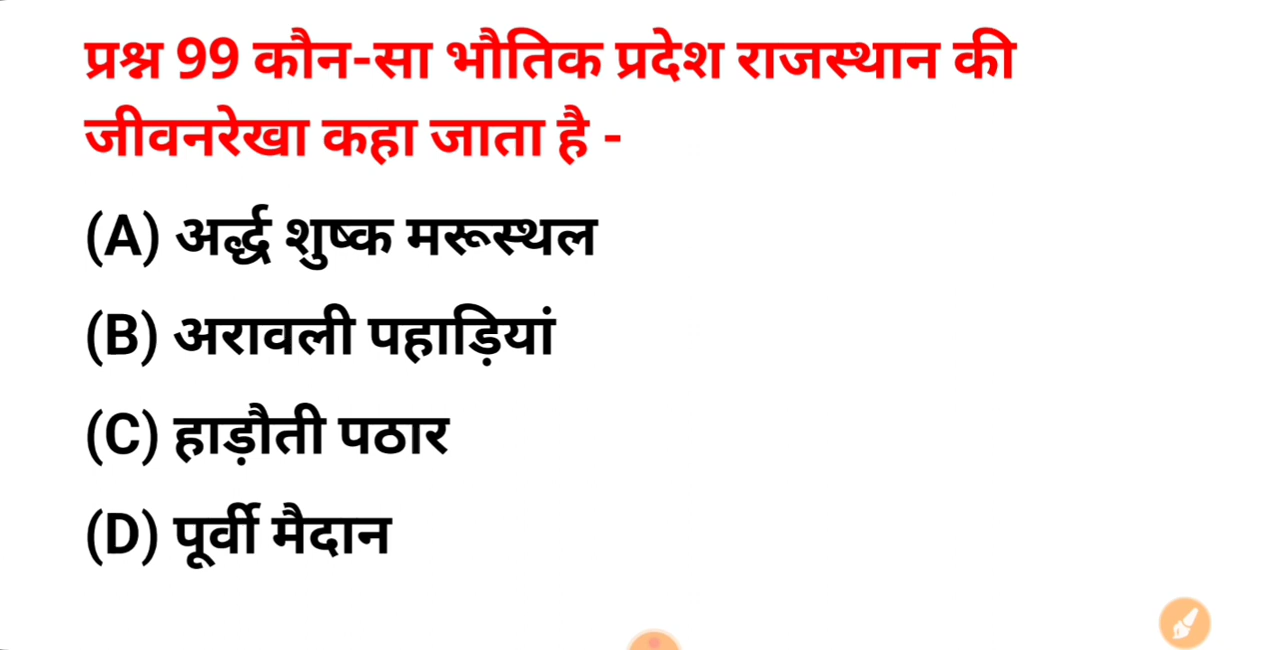 प्रश्न 99 कौन-सा भौतिक प्रदेश राजस्थान की
जीवनरेखा कहा जाता है -
(A) अर्द्ध शुष्क मरूस्थल
(B) अरावली पहाड़ियां
(C) हाड़ौती पठार
(D) पूर्वी मैदान